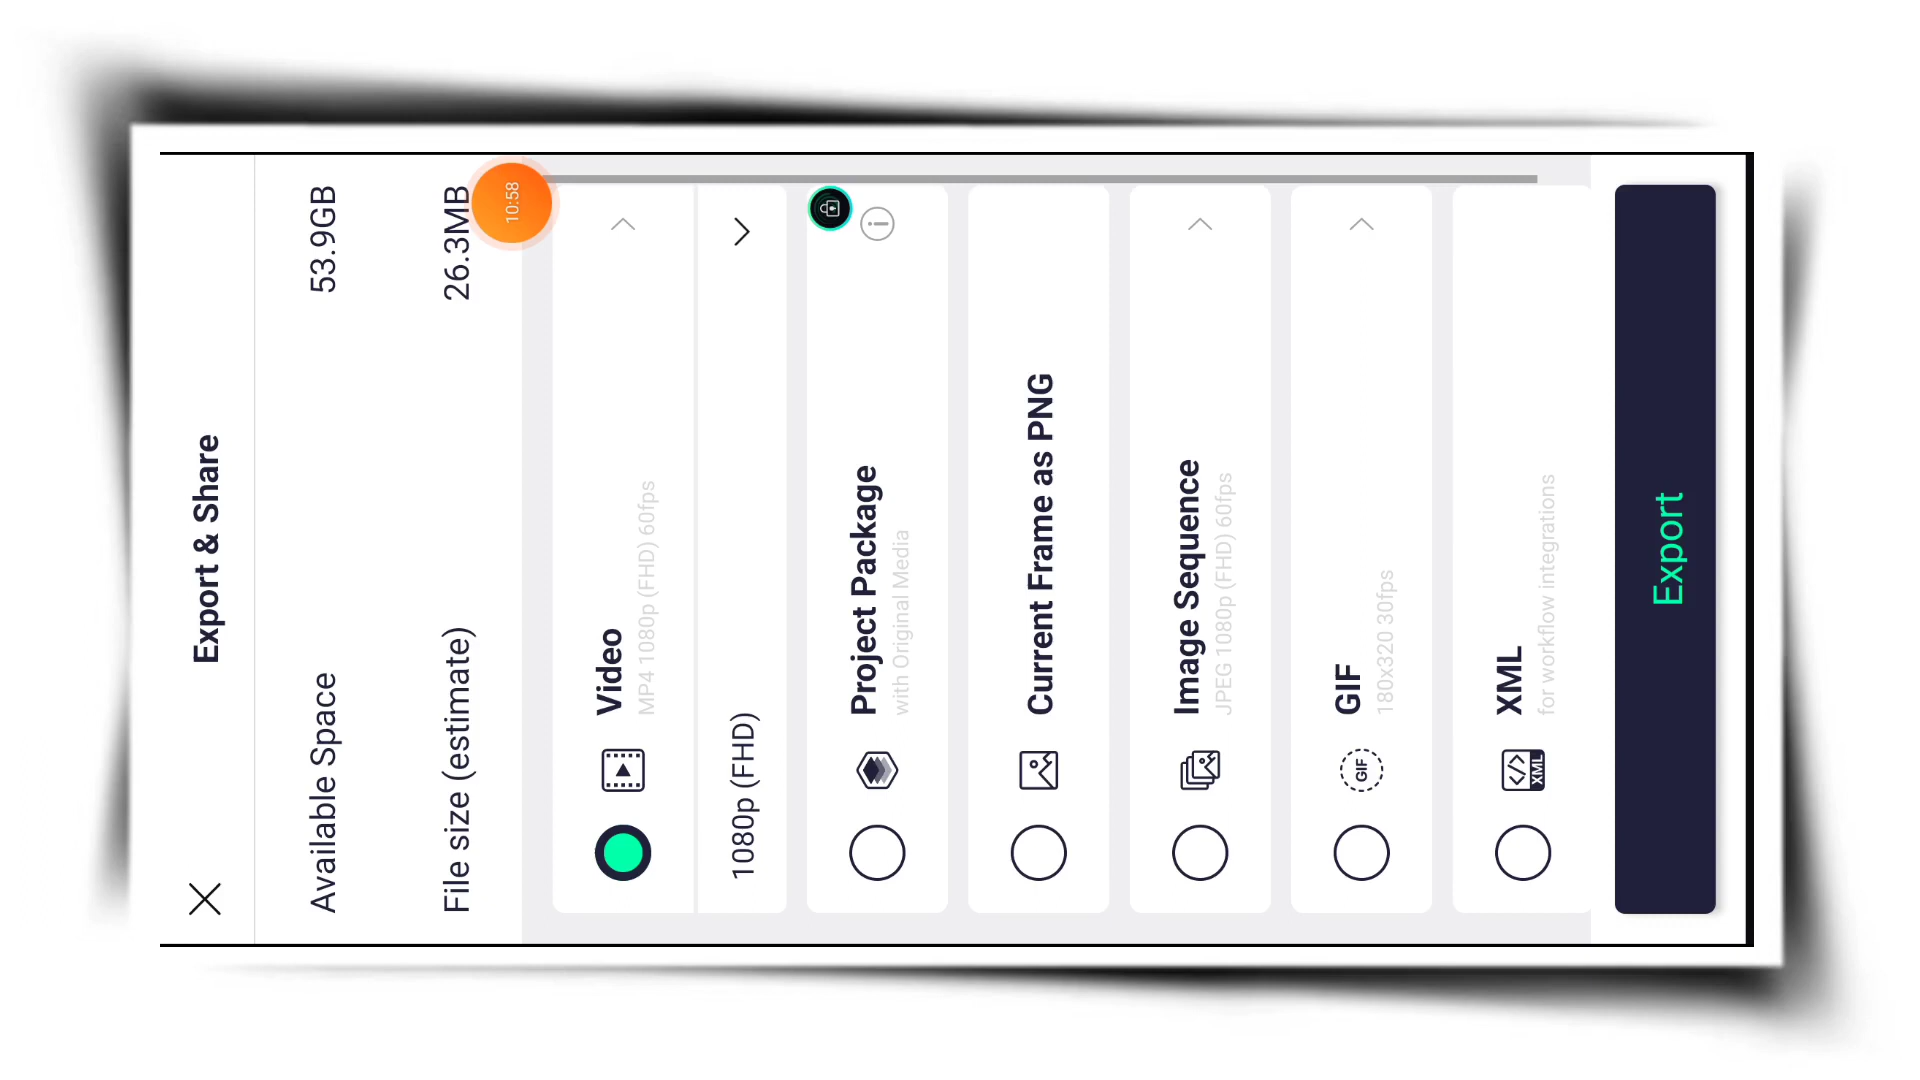 Export & Share
Available Space 53.9GB
File size (estimate) 26.3MB
10:58
Video
MP4 1080p (FHD) 60fps
1080p (FHD)
Project Package
with Original Media
Current Frame as PNG
Image Sequence
JPEG 1080p (FHD) 60fps
GIF
GIF
180x320 30fps
XML
XML
for workflow integrations
Export